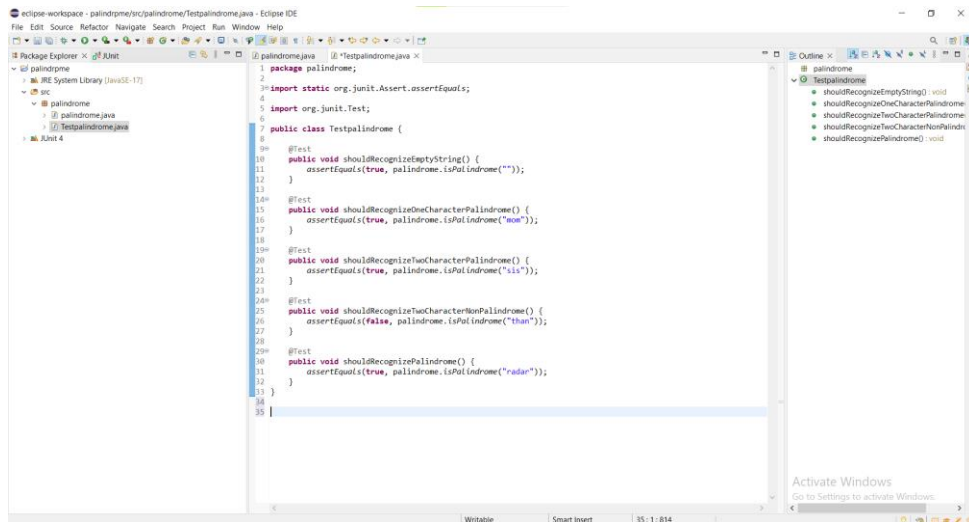 eclipse-workspace - palindrpme/src/palindrome/Testpalindrome.java - Eclipse IDE
File Edit Source Refactor Navigate Search Project Run Window Help
Package Explorer × JUnit
palindrpme
JRE System Library [JavaSE-17]
src
palindrome
palindrome.java
Testpalindrome.java
JUnit 4
palindrome.java *Testpalindrome.java ×
1 package palindrome;
2
3 import static org.junit.Assert.assertEquals;
4
5 import org.junit.Test;
6
7 public class Testpalindrome {
8
9 @Test
10 public void shouldRecognizeEmptyString() {
11 assertEquals(true, palindrome.isPalindrome(""));
12 }
13
14 @Test
15 public void shouldRecognizeOneCharacterPalindrome() {
16 assertEquals(true, palindrome.isPalindrome("mom"));
17 }
18
19 @Test
20 public void shouldRecognizeTwoCharacterPalindrome() {
21 assertEquals(true, palindrome.isPalindrome("sis"));
22 }
23
24 @Test
25 public void shouldRecognizeTwoCharacterNonPalindrome() {
26 assertEquals(false, palindrome.isPalindrome("than"));
27 }
28
29 @Test
30 public void shouldRecognizePalindrome() {
31 assertEquals(true, palindrome.isPalindrome("radar"));
32 }
33 }
34
35
Outline ×
palindrome
Testpalindrome
shouldRecognizeEmptyString() : void
shouldRecognizeOneCharacterPalindrome
shouldRecognizeTwoCharacterPalindrome
shouldRecognizeTwoCharacterNonPalindr
shouldRecognizePalindrome() : void
Activate Windows
Go to Settings to activate Windows.
Writable Smart Insert 35 : 1 : 814